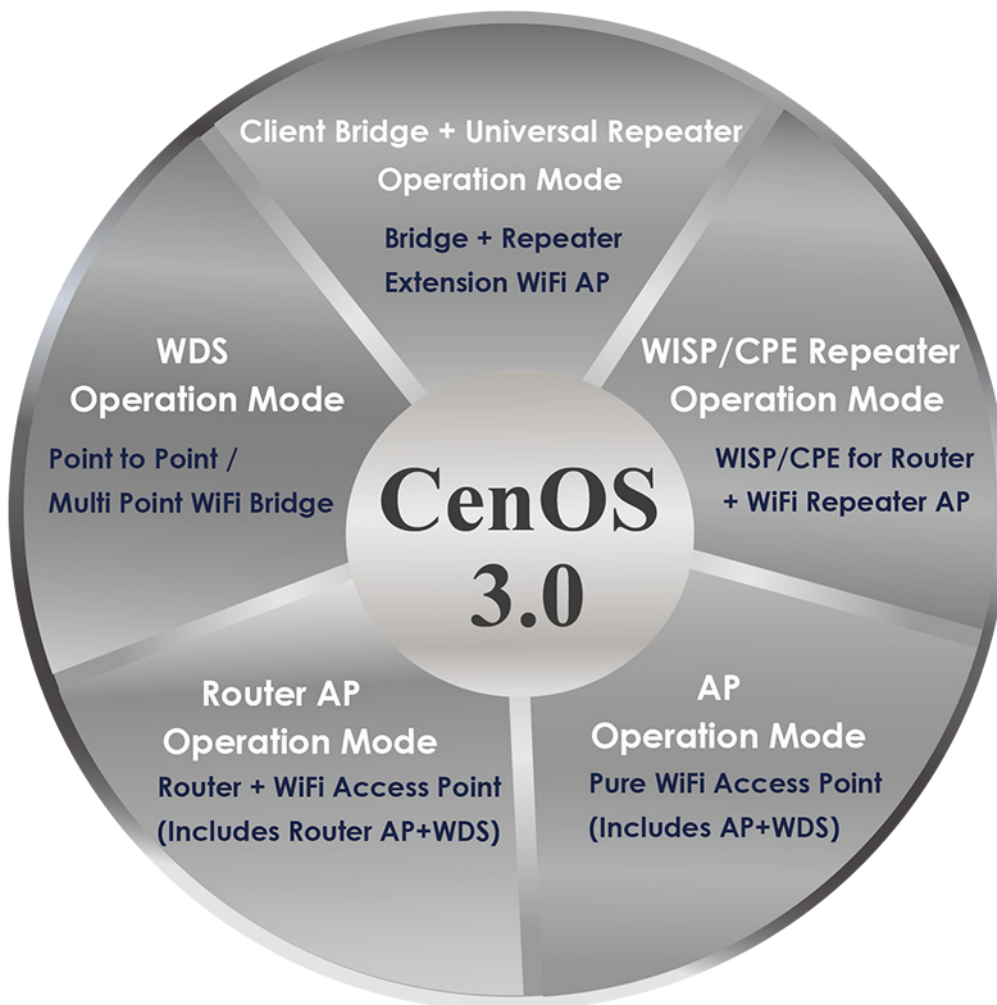 Client Bridge + Universal Repeater
Operation Mode
Bridge + Repeater
Extension WiFi AP
WDS
Operation Mode
Point to Point /
Multi Point WiFi Bridge
WISP/CPE Repeater
Operation Mode
WISP/CPE for Router
+ WiFi Repeater AP
CenOS
3.0
Router AP
Operation Mode
Router + WiFi Access Point
(Includes Router AP+WDS)
AP
Operation Mode
Pure WiFi Access Point
(Includes AP+WDS)